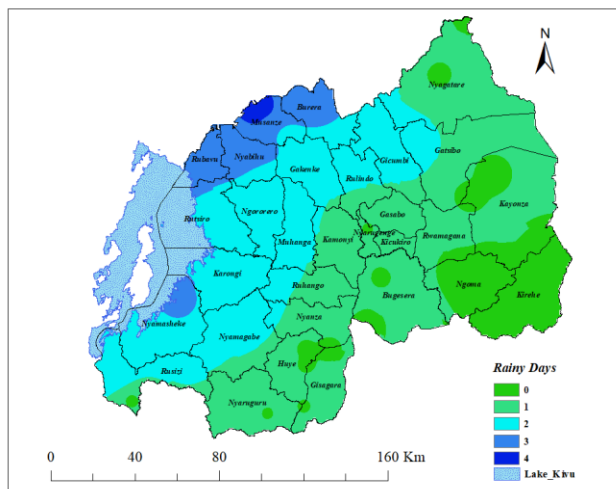 N
Nyagatare
Burera
Musanze
Rubavu
Nyabihu
Gakenke
Gicumbi
Gatsibo
Rulindo
Kayonza
Rutsiro
Ngororero
Gasabo
Nyarugenge
Muhanga
Kamonyi
Kicukiro
Rwamagana
Karongi
Ruhango
Bugesera
Ngoma
Kirehe
Nyamasheke
Nyanza
Nyamagabe
Huye
Rusizi
Gisagara
Nyaruguru
Rainy Days
0
1
2
3
4
Lake_Kivu
0 40 80 160 Km